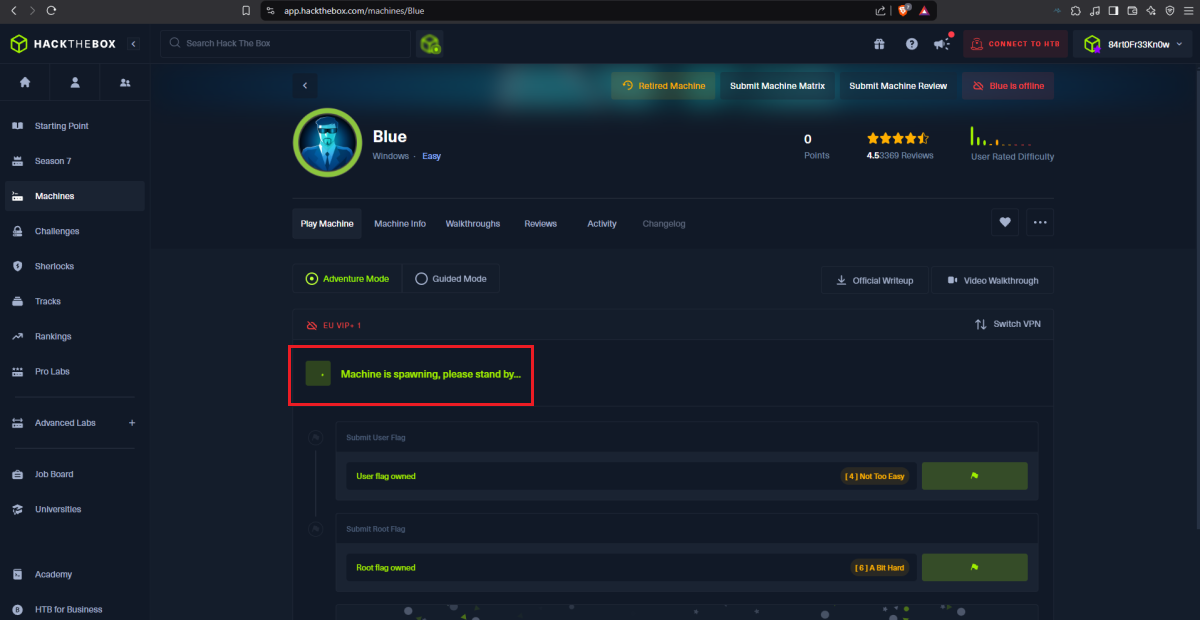 app.hackthebox.com/machines/Blue
HACKTHEBOX
Search Hack The Box
CONNECT TO HTB
84rt0Fr33Kn0w
Retired Machine
Submit Machine Matrix
Submit Machine Review
Blue is offline
Starting Point
Season 7
Machines
Challenges
Sherlocks
Tracks
Rankings
Pro Labs
Advanced Labs
Job Board
Universities
Academy
HTB for Business
Blue
Windows · Easy
0
Points
4.5 3369 Reviews
User Rated Difficulty
Play Machine
Machine Info
Walkthroughs
Reviews
Activity
Changelog
Adventure Mode
Guided Mode
Official Writeup
Video Walkthrough
EU VIP+ 1
Switch VPN
Machine is spawning, please stand by...
Submit User Flag
User flag owned
[ 4 ] Not Too Easy
Submit Root Flag
Root flag owned
[ 6 ] A Bit Hard